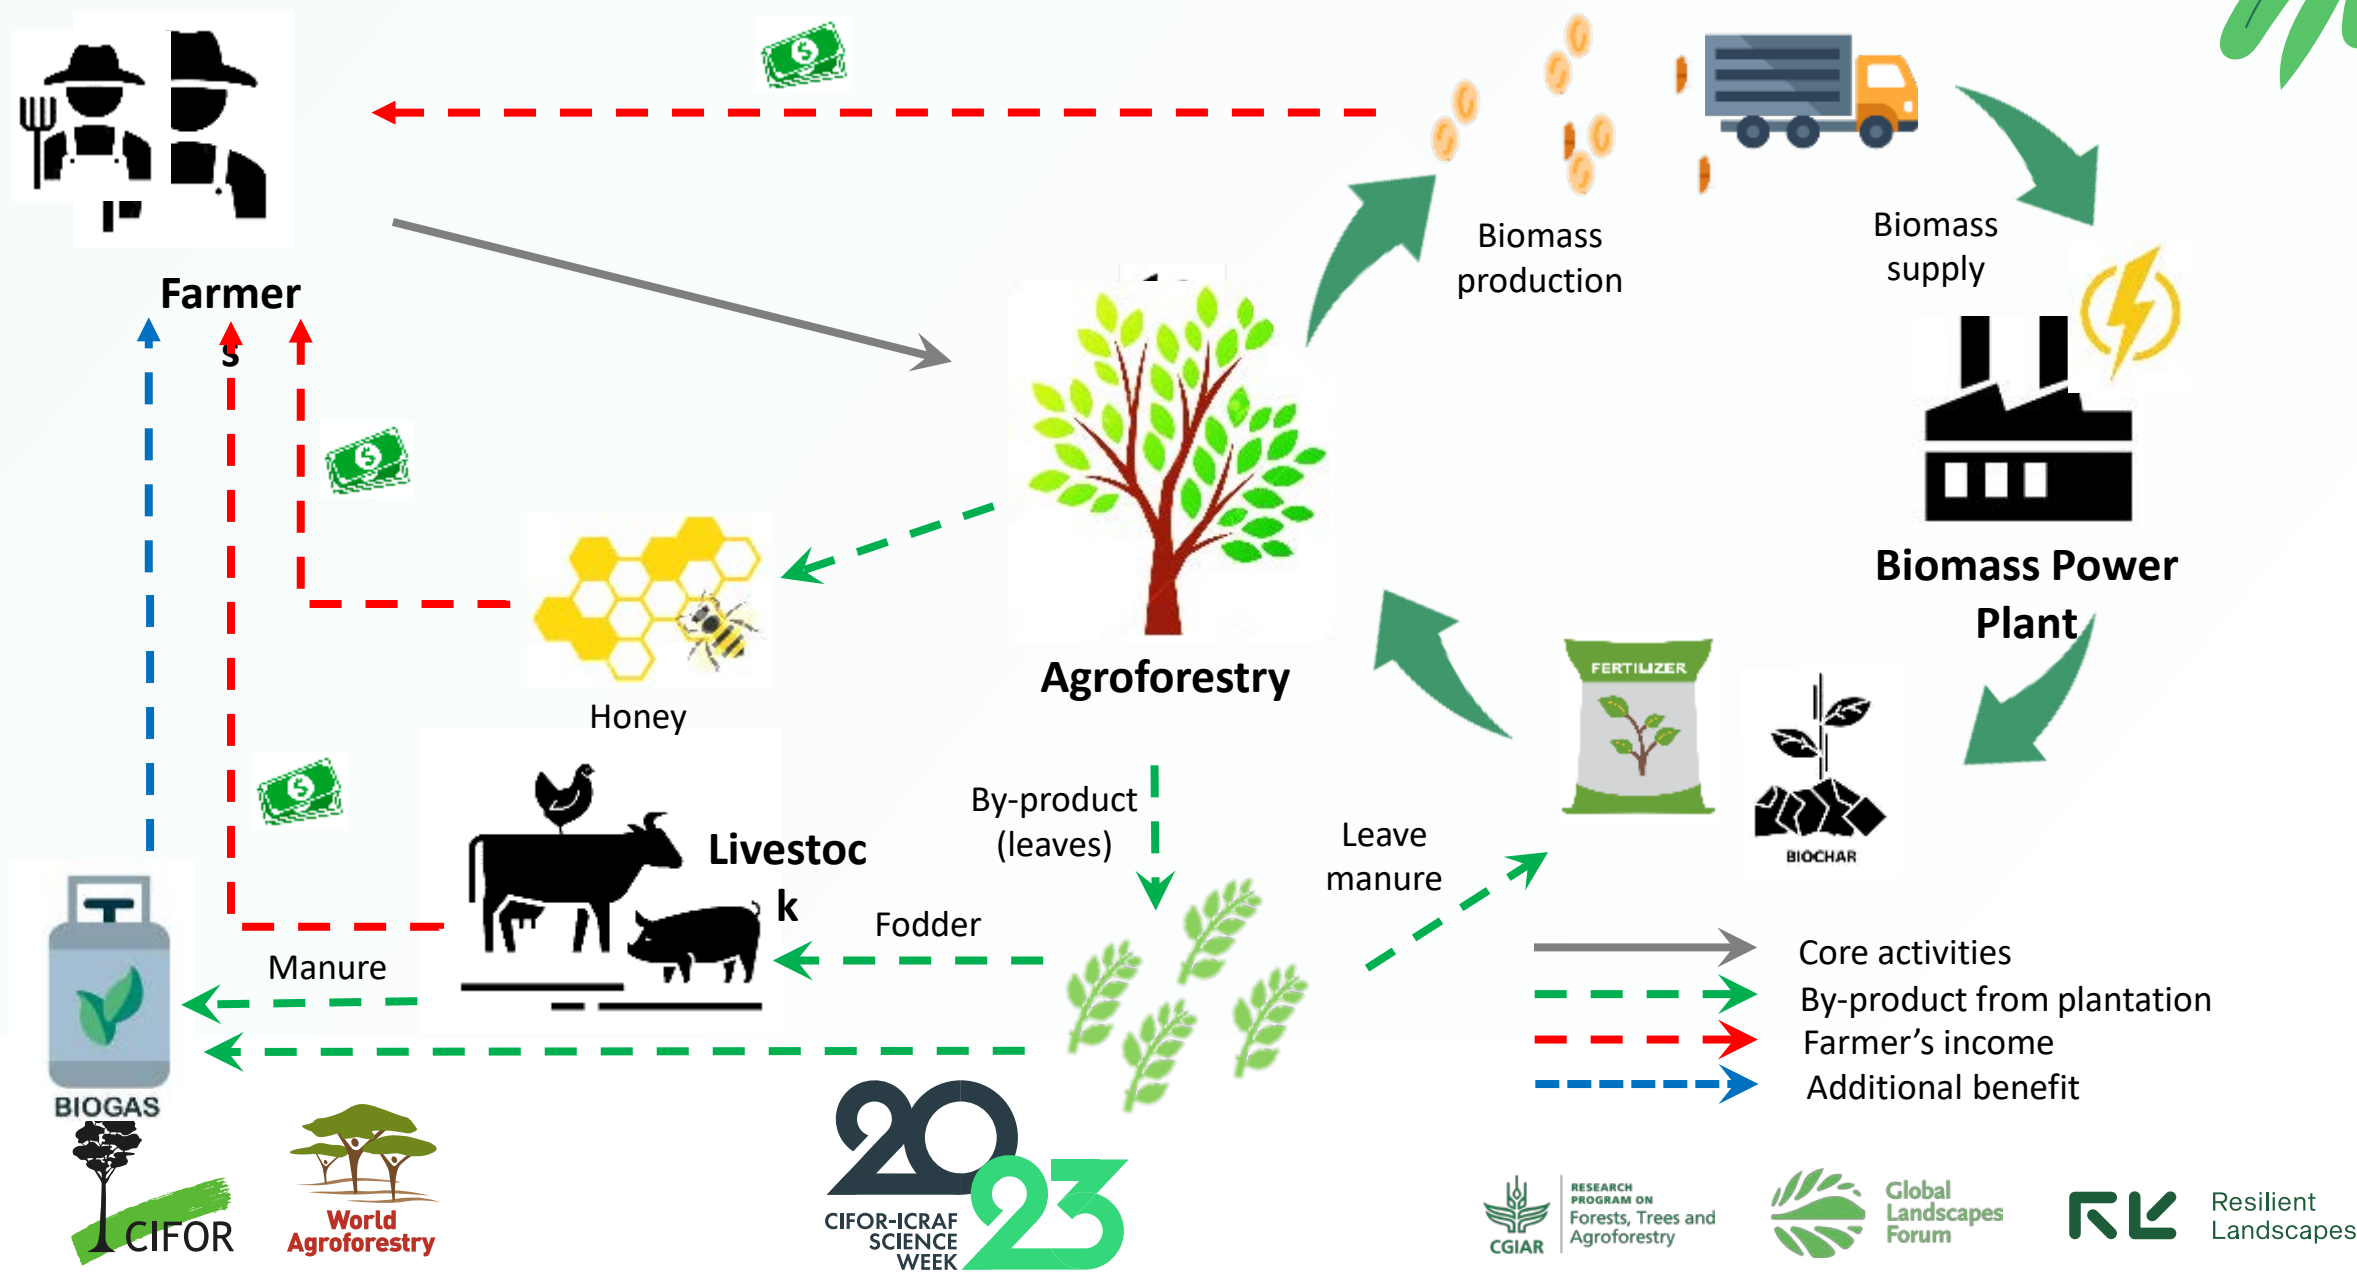 Farmer
s
Biomass
production
Biomass
supply
Biomass Power
Plant
Agroforestry
Honey
FERTILIZER
BIOCHAR
By-product
(leaves)
Leave
manure
Livestoc
k
Fodder
Manure
BIOGAS
Core activities
By-product from plantation
Farmer’s income
Additional benefit
CIFOR
World
Agroforestry
2023
CIFOR-ICRAF
SCIENCE
WEEK
CGIAR
RESEARCH
PROGRAM ON
Forests, Trees and
Agroforestry
Global
Landscapes
Forum
Resilient
Landscapes